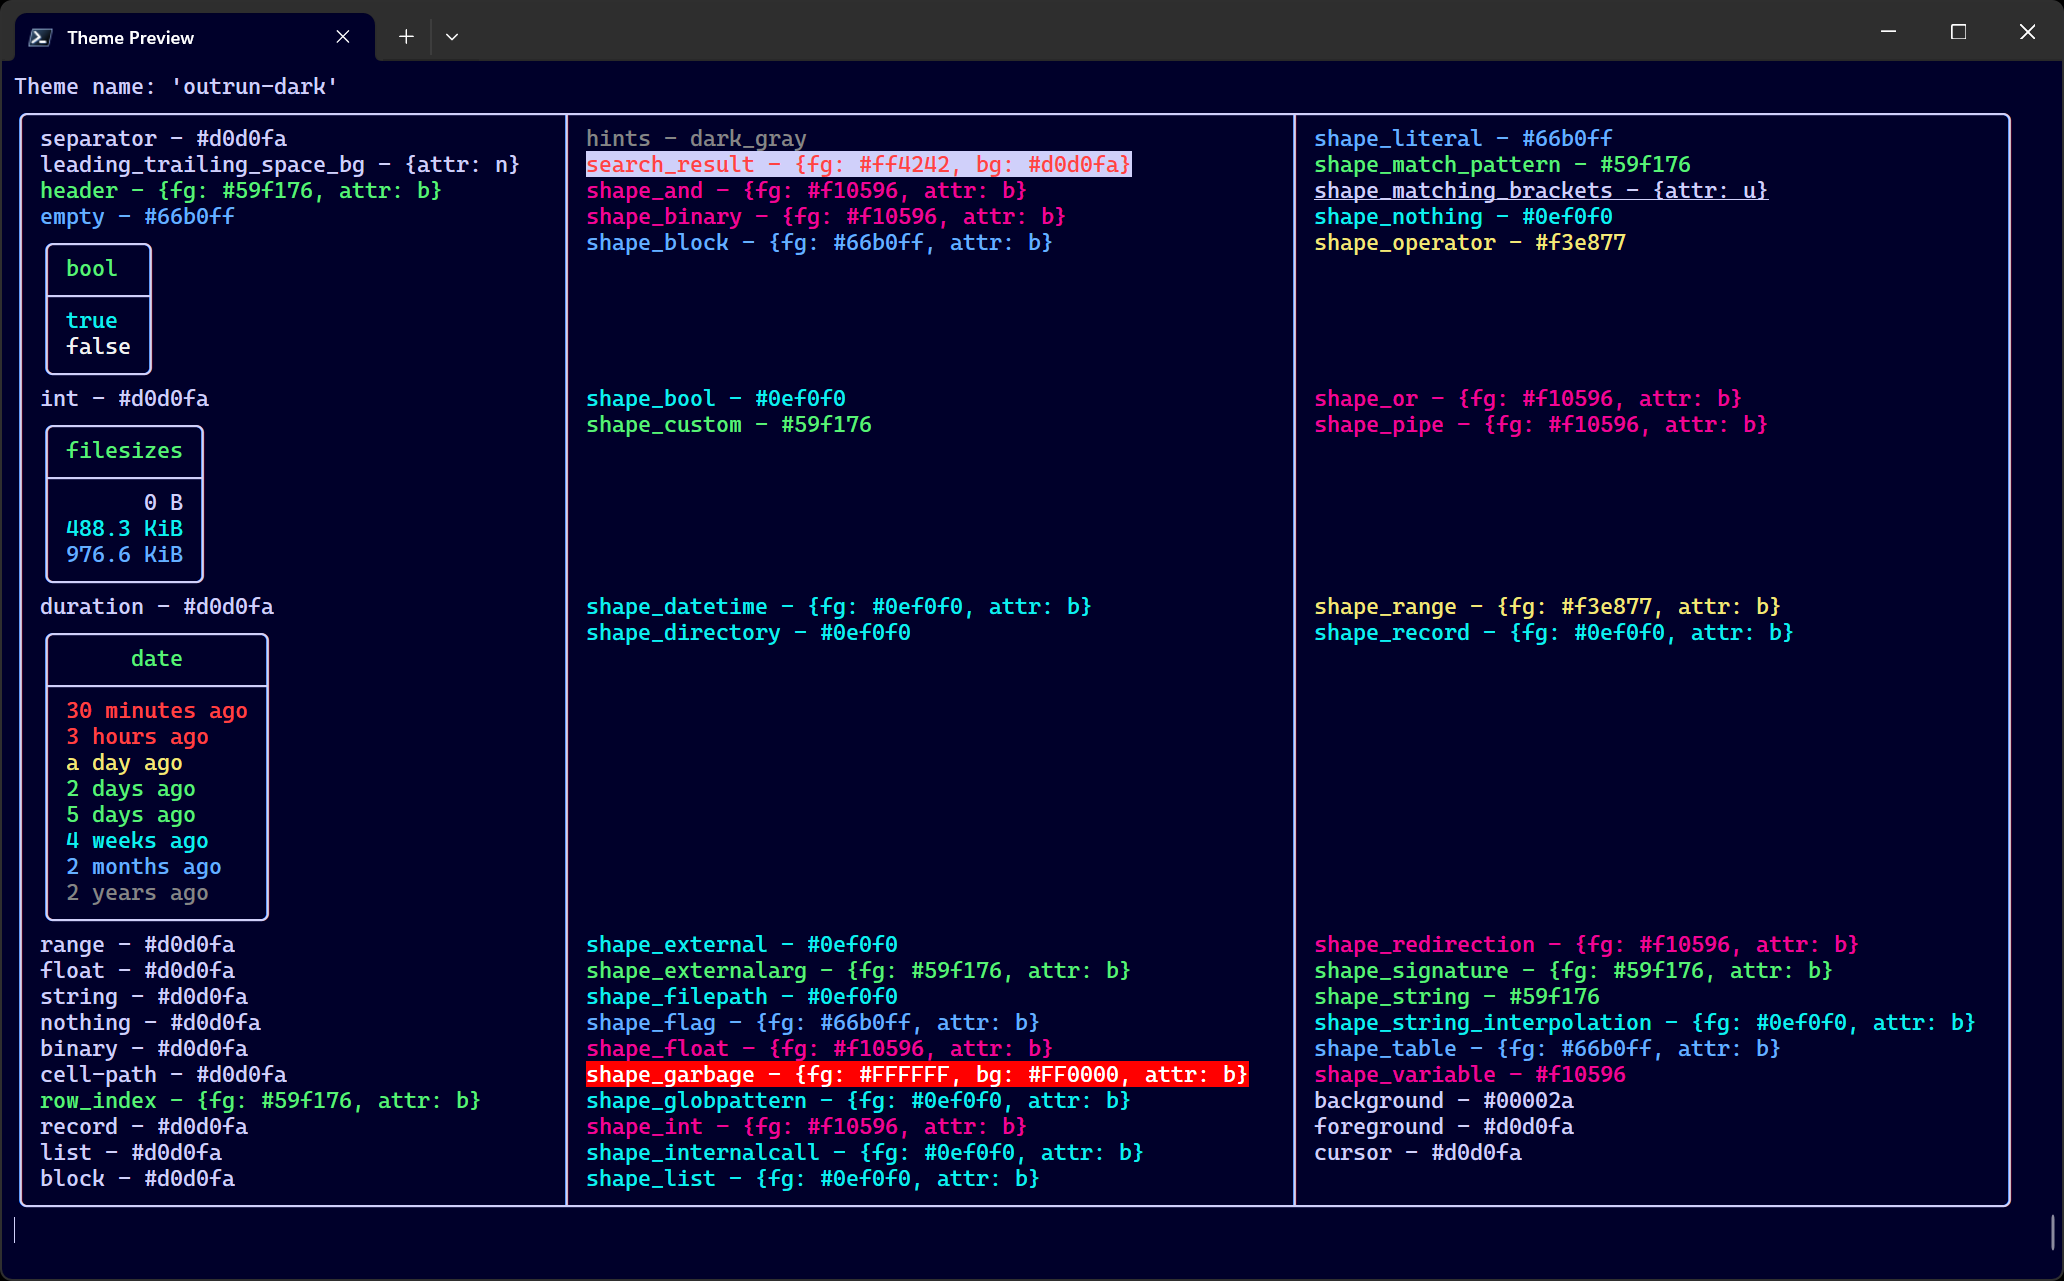 Theme Preview
Theme name: 'outrun-dark'
separator - #d0d0fa
leading_trailing_space_bg - {attr: n}
header - {fg: #59f176, attr: b}
empty - #66b0ff
bool
true
false
int - #d0d0fa
filesizes
0 B
488.3 KiB
976.6 KiB
duration - #d0d0fa
date
30 minutes ago
3 hours ago
a day ago
2 days ago
5 days ago
4 weeks ago
2 months ago
2 years ago
range - #d0d0fa
float - #d0d0fa
string - #d0d0fa
nothing - #d0d0fa
binary - #d0d0fa
cell-path - #d0d0fa
row_index - {fg: #59f176, attr: b}
record - #d0d0fa
list - #d0d0fa
block - #d0d0fa
hints - dark_gray
search_result - {fg: #ff4242, bg: #d0d0fa}
shape_and - {fg: #f10596, attr: b}
shape_binary - {fg: #f10596, attr: b}
shape_block - {fg: #66b0ff, attr: b}
shape_bool - #0ef0f0
shape_custom - #59f176
shape_datetime - {fg: #0ef0f0, attr: b}
shape_directory - #0ef0f0
shape_external - #0ef0f0
shape_externalarg - {fg: #59f176, attr: b}
shape_filepath - #0ef0f0
shape_flag - {fg: #66b0ff, attr: b}
shape_float - {fg: #f10596, attr: b}
shape_garbage - {fg: #FFFFFF, bg: #FF0000, attr: b}
shape_globpattern - {fg: #0ef0f0, attr: b}
shape_int - {fg: #f10596, attr: b}
shape_internalcall - {fg: #0ef0f0, attr: b}
shape_list - {fg: #0ef0f0, attr: b}
shape_literal - #66b0ff
shape_match_pattern - #59f176
shape_matching_brackets - {attr: u}
shape_nothing - #0ef0f0
shape_operator - #f3e877
shape_or - {fg: #f10596, attr: b}
shape_pipe - {fg: #f10596, attr: b}
shape_range - {fg: #f3e877, attr: b}
shape_record - {fg: #0ef0f0, attr: b}
shape_redirection - {fg: #f10596, attr: b}
shape_signature - {fg: #59f176, attr: b}
shape_string - #59f176
shape_string_interpolation - {fg: #0ef0f0, attr: b}
shape_table - {fg: #66b0ff, attr: b}
shape_variable - #f10596
background - #00002a
foreground - #d0d0fa
cursor - #d0d0fa